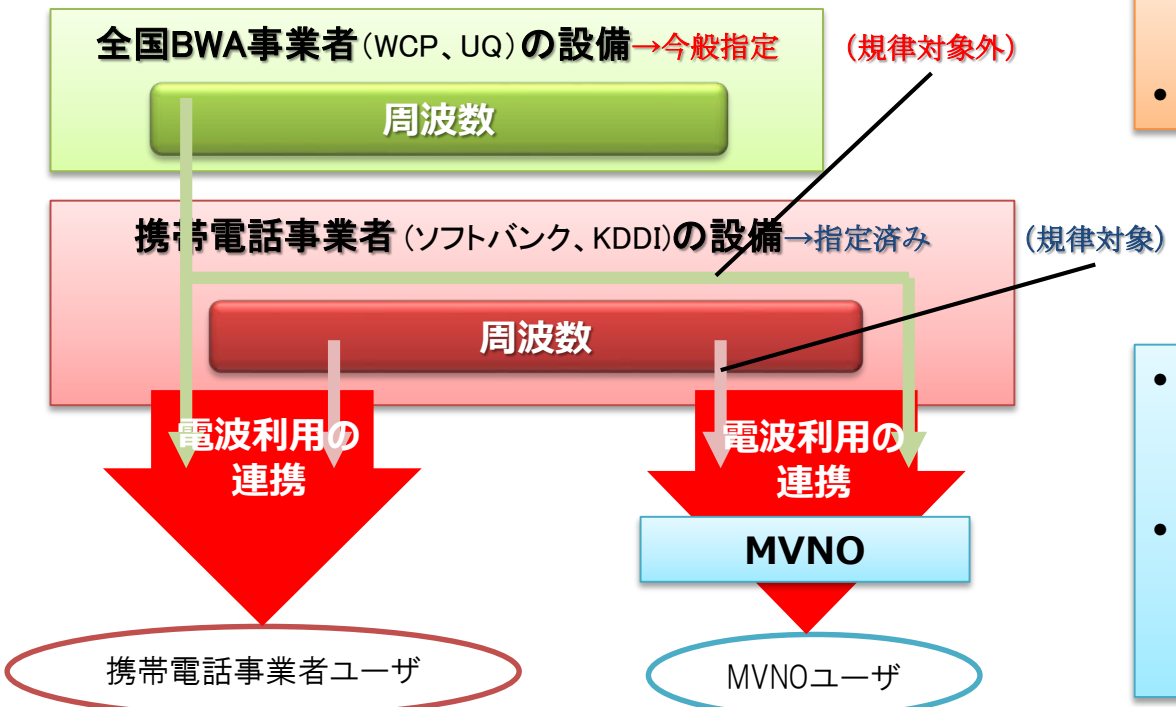 全国BWA事業者(WCP、UQ)の設備→今般指定 (規律対象外)
周波数
携帯電話事業者(ソフトバンク、KDDI)の設備→指定済み (規律対象)
周波数
電波利用の
連携
電波利用の
連携
MVNO
携帯電話事業者ユーザ
MVNOユーザ